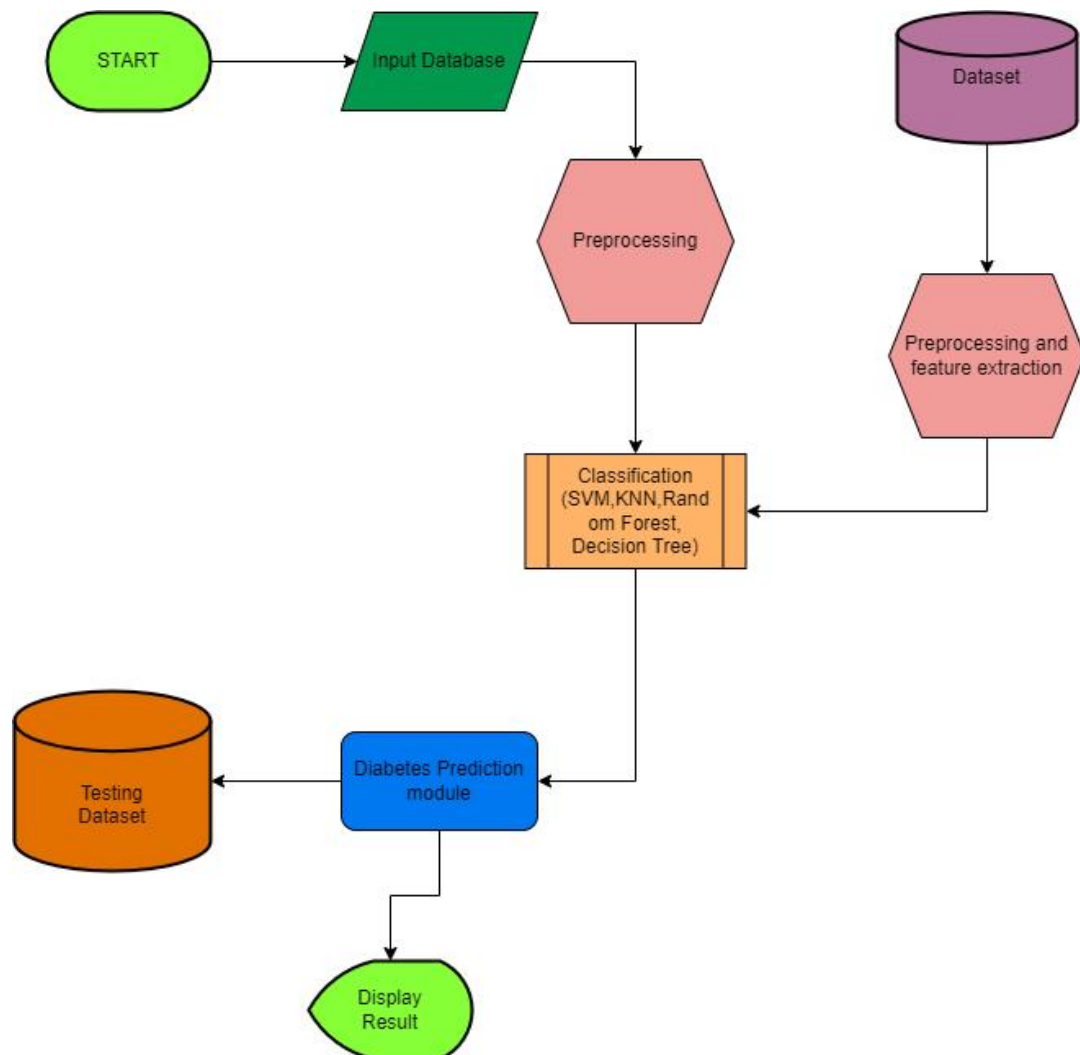 START
Input Database
Dataset
Preprocessing
Preprocessing and
feature extraction
Classification
(SVM,KNN,Rand
om Forest,
Decision Tree)
Diabetes Prediction
module
Testing
Dataset
Display
Result